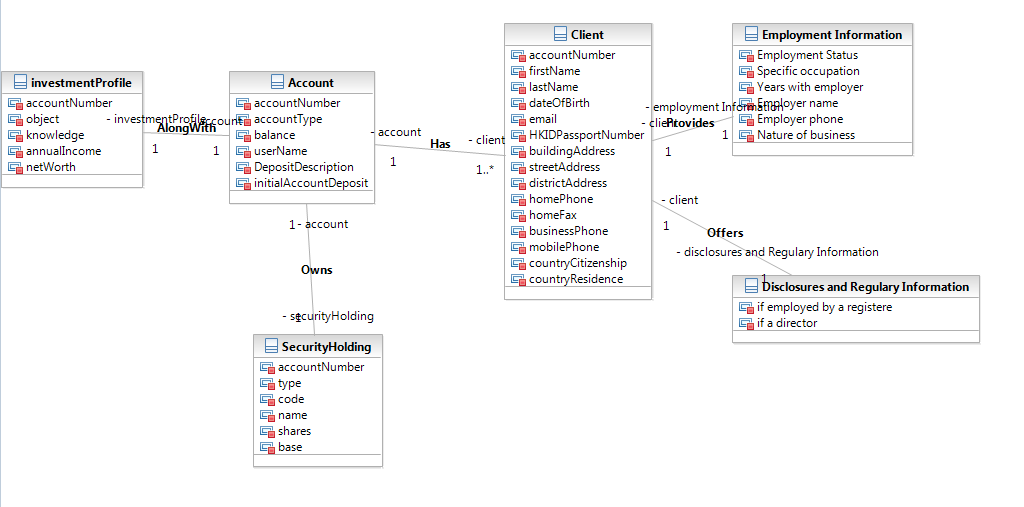 investmentProfile
accountNumber
object
knowledge
annualIncome
netWorth
- investmentProfile
AlongWith
- account
1
1
Account
accountNumber
accountType
balance
userName
DepositDescription
initialAccountDeposit
- account
1
Has
- client
1..*
Client
accountNumber
firstName
lastName
dateOfBirth
email
HKIDPassportNumber
buildingAddress
streetAddress
districtAddress
homePhone
homeFax
businessPhone
mobilePhone
countryCitizenship
countryResidence
- employment Information
- client
Provides
1
1
Employment Information
Employment Status
Specific occupation
Years with employer
Employer name
Employer phone
Nature of business
- client
1
Offers
- disclosures and Regulary Information
1
Disclosures and Regulary Information
if employed by a registere
if a director
1 - account
Owns
- securityHolding
1
SecurityHolding
accountNumber
type
code
name
shares
base